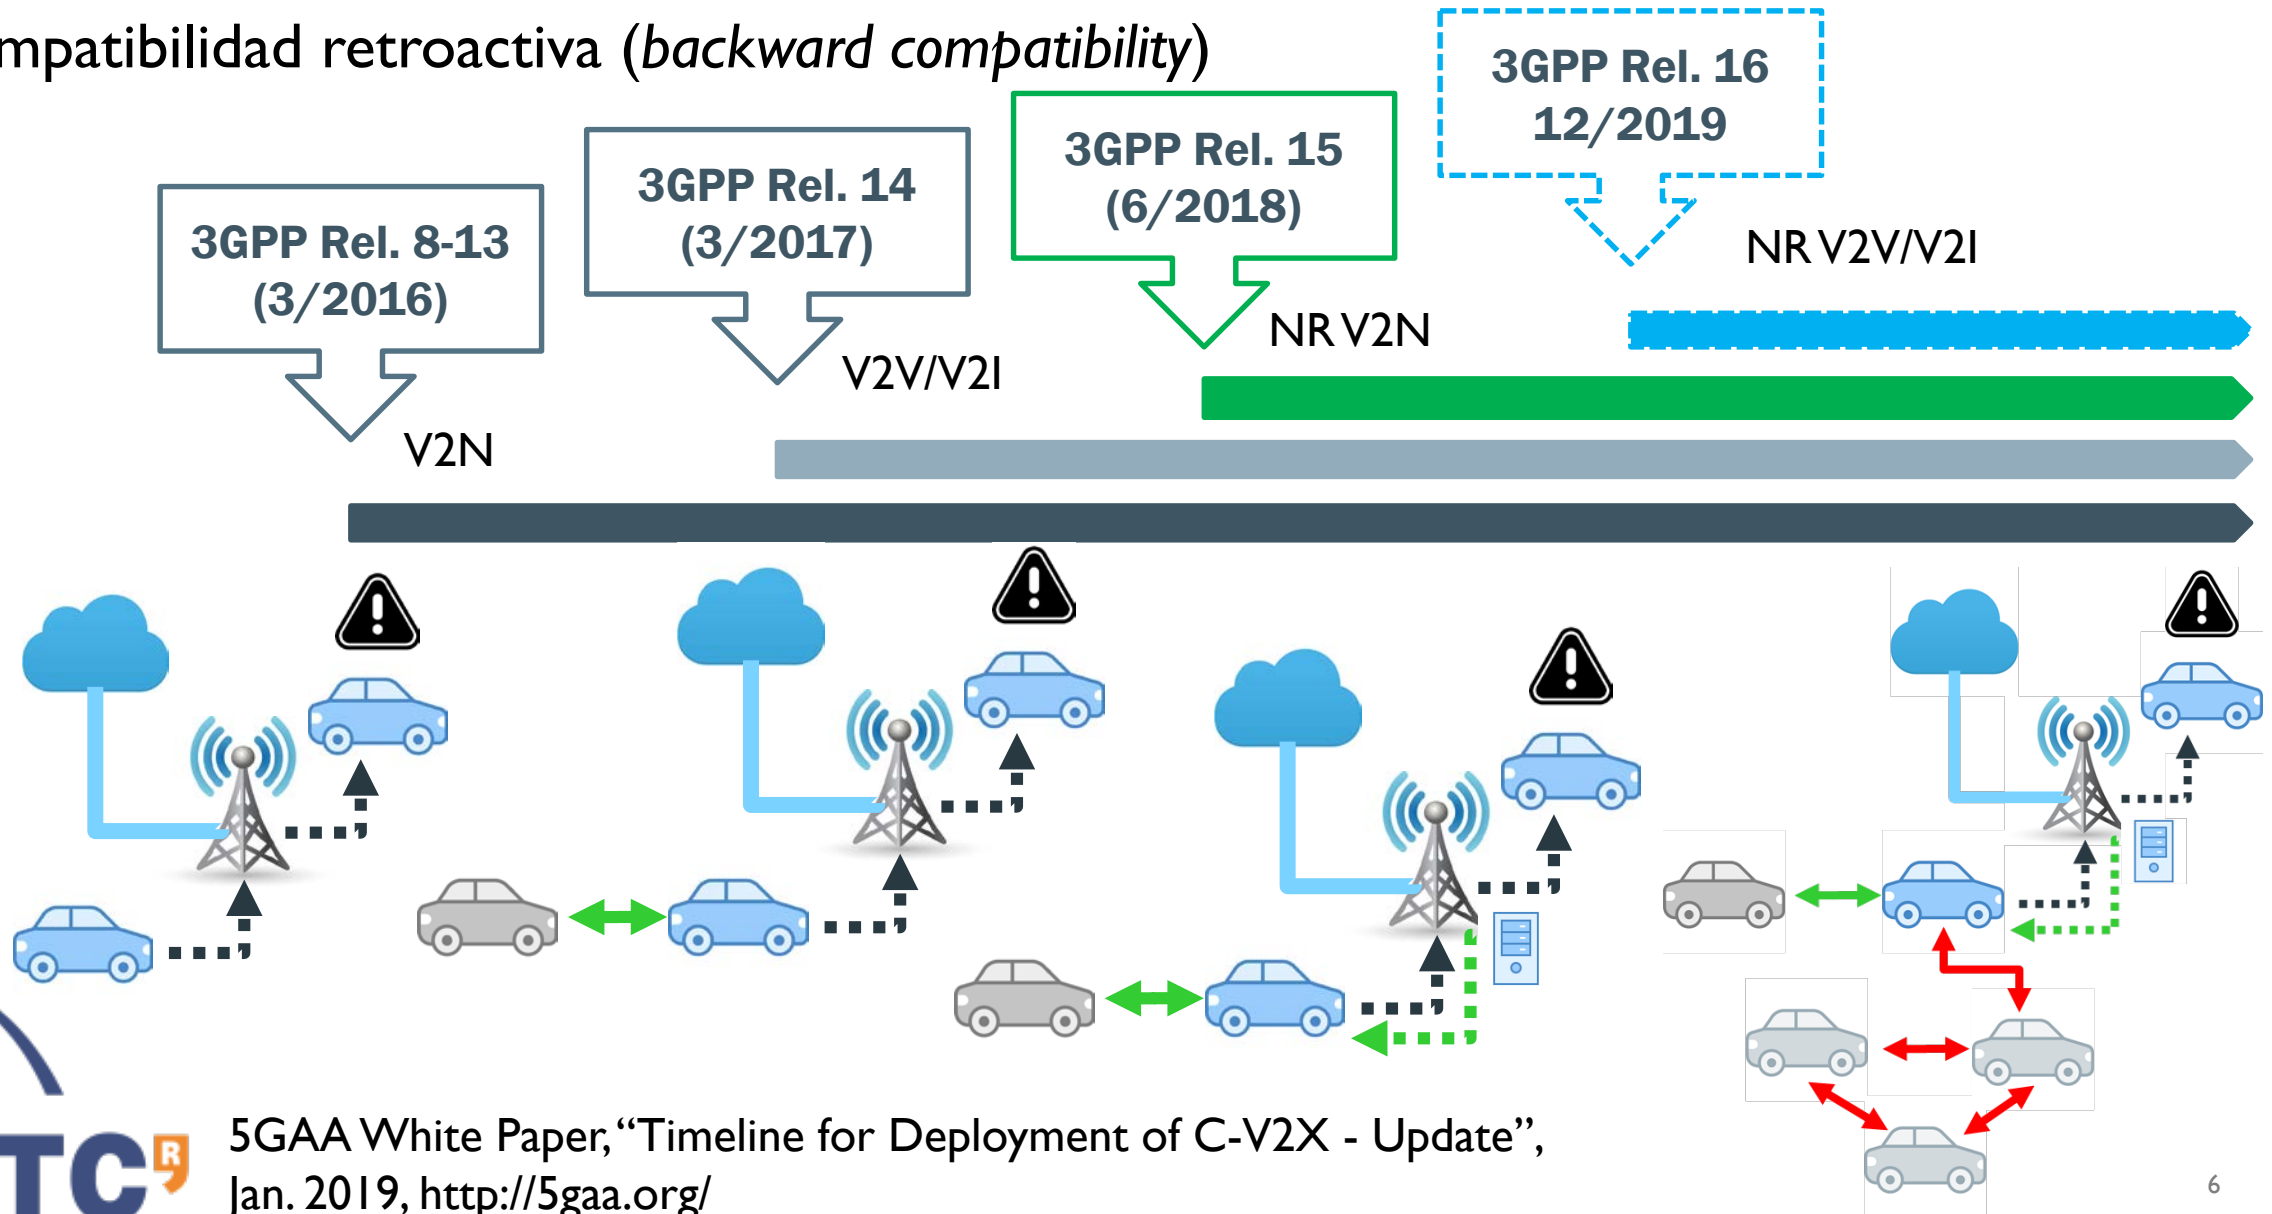 mpatibilidad retroactiva (backward compatibility)
3GPP Rel. 16
12/2019
3GPP Rel. 15
(6/2018)
3GPP Rel. 14
(3/2017)
3GPP Rel. 8-13
(3/2016)
NR V2V/V2I
NR V2N
V2V/V2I
V2N
5GAA White Paper, “Timeline for Deployment of C-V2X - Update”,
Jan. 2019, http://5gaa.org/
TC
R
6